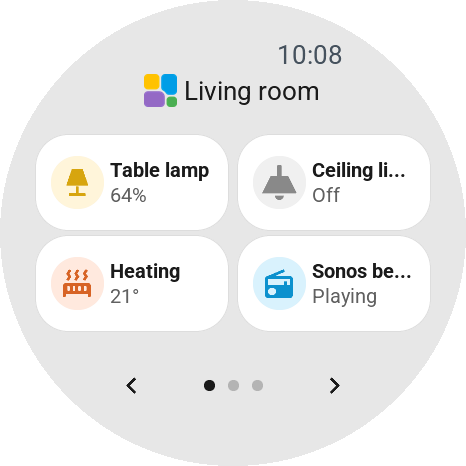 10:08
Living room
Table lamp
64%
Ceiling li...
Off
Heating
21°
Sonos be...
Playing